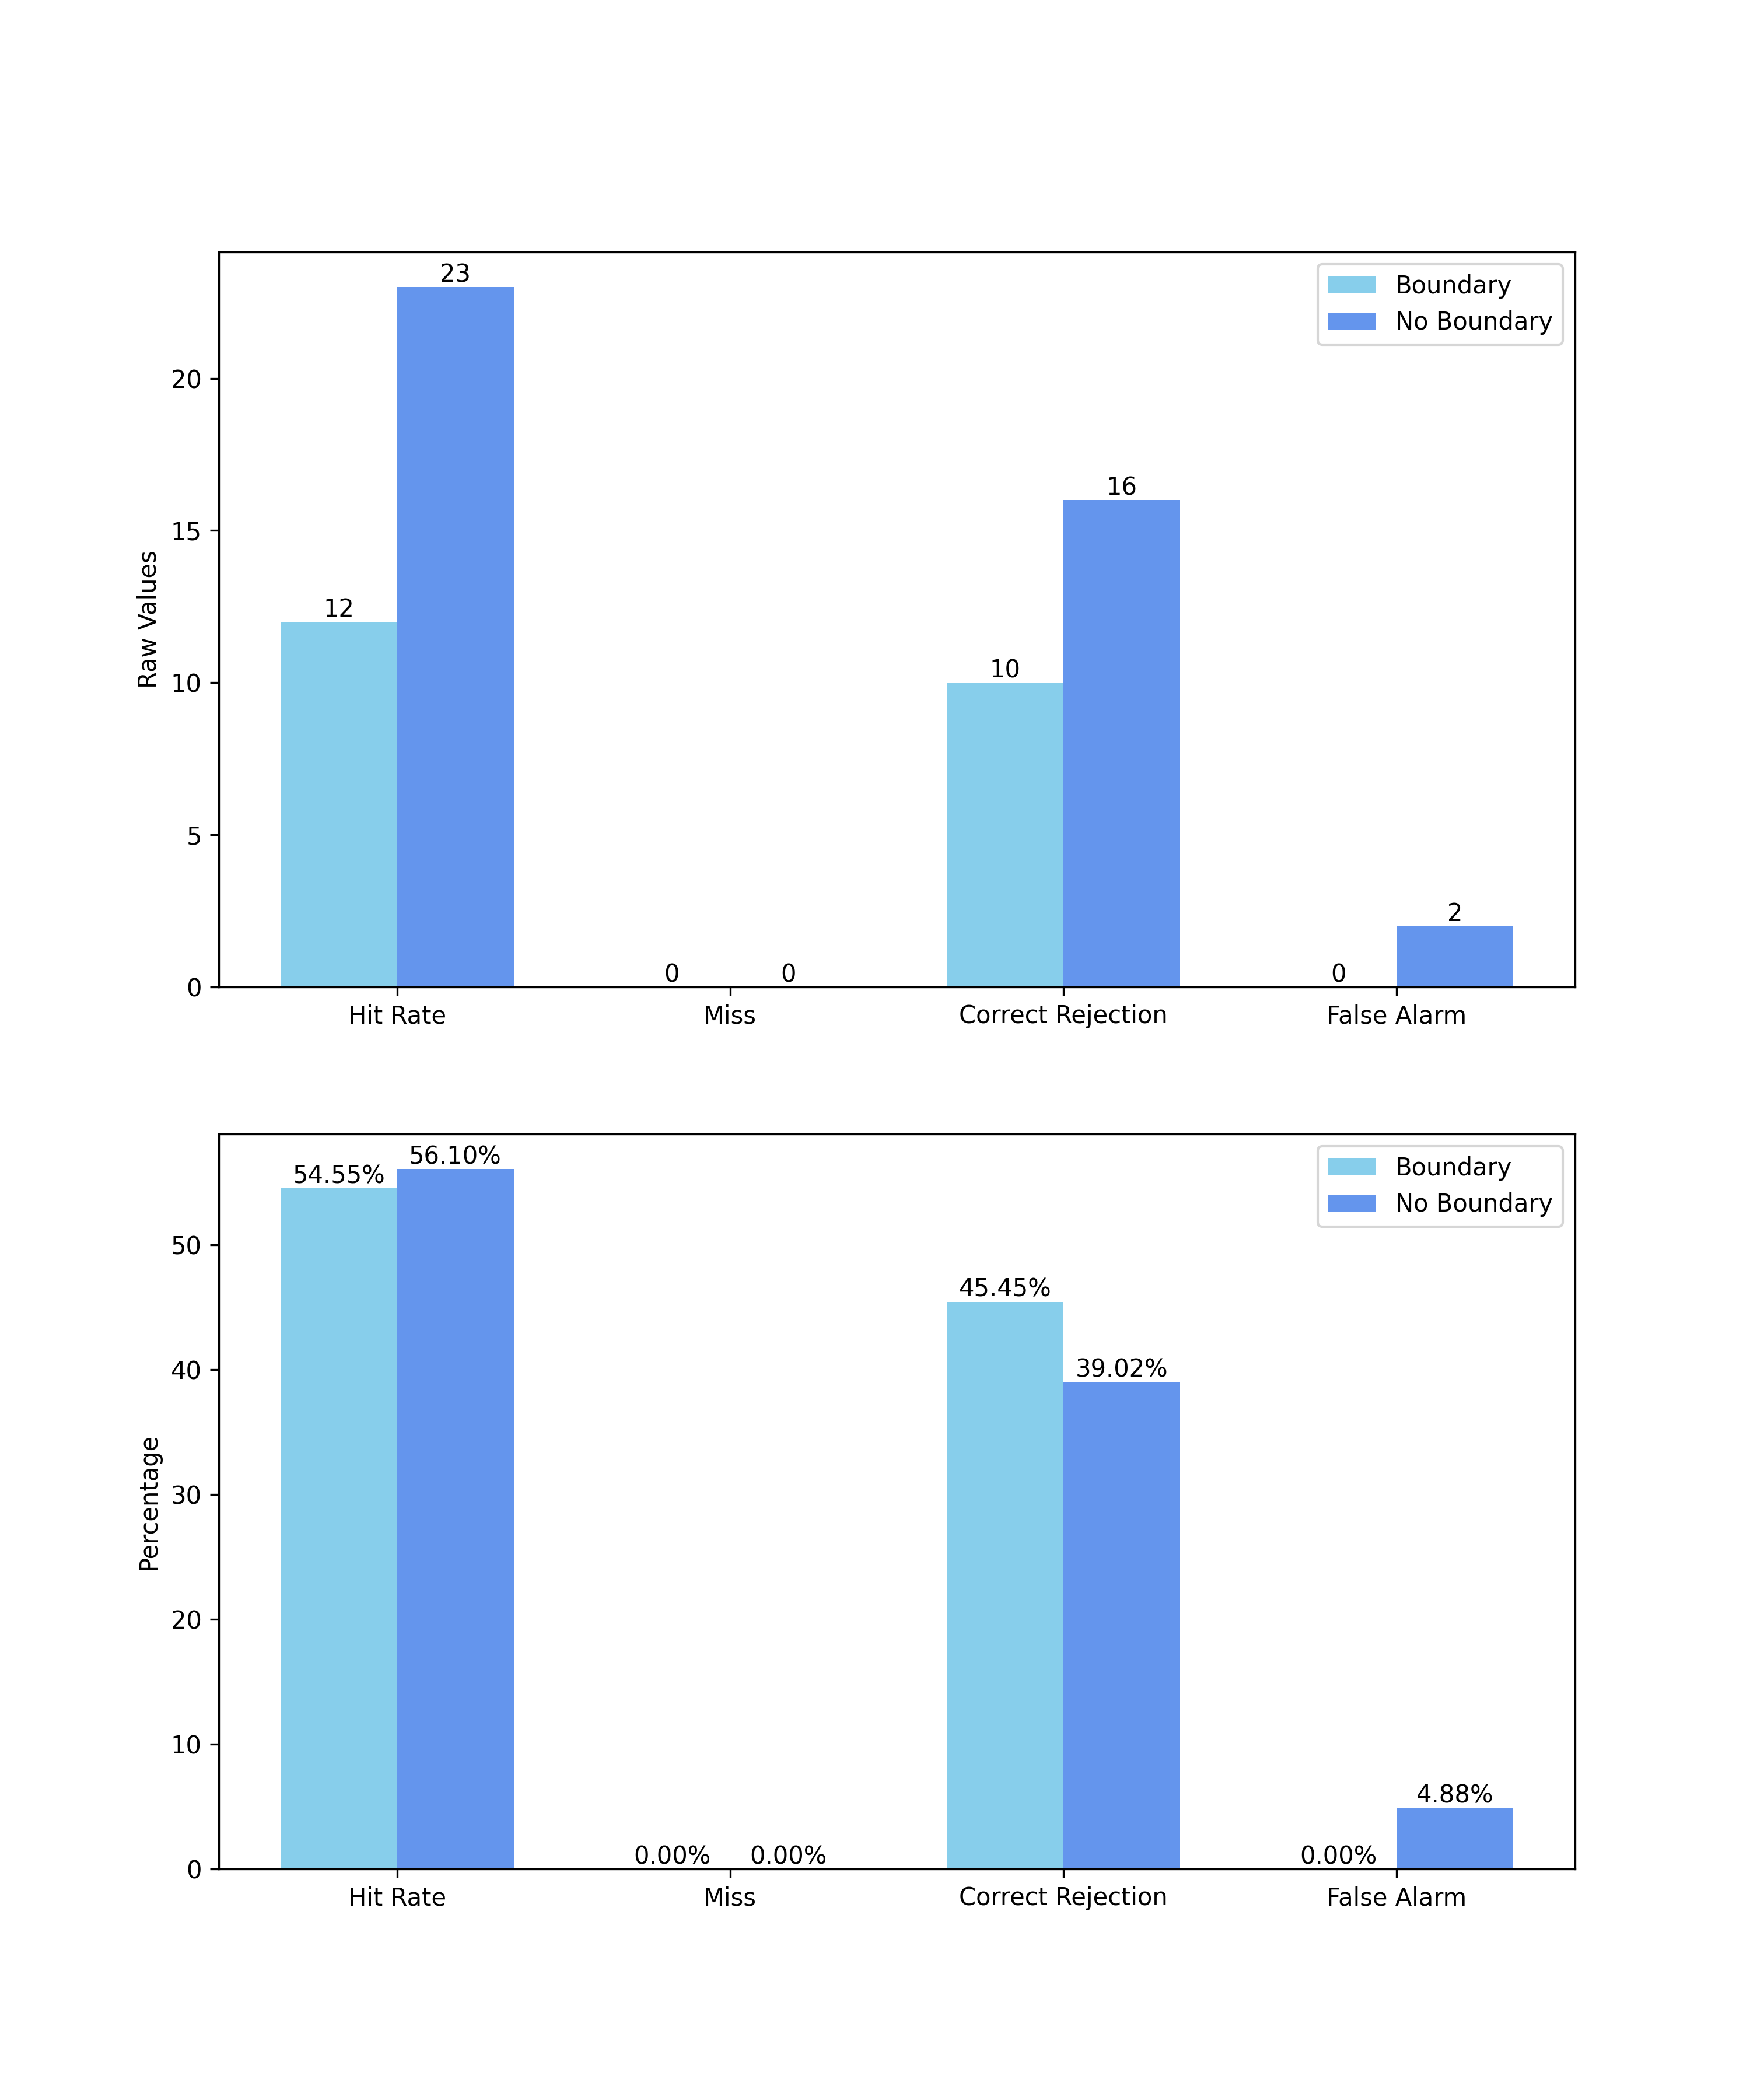 23
Boundary
No Boundary
20
16
15
12
Raw Values
10
10
5
2
0
0
0
0
Hit Rate
Miss
Correct Rejection
False Alarm
56.10%
54.55%
Boundary
No Boundary
50
45.45%
40
39.02%
Percentage
30
20
10
4.88%
0
0.00%
0.00%
0.00%
Hit Rate
Miss
Correct Rejection
False Alarm